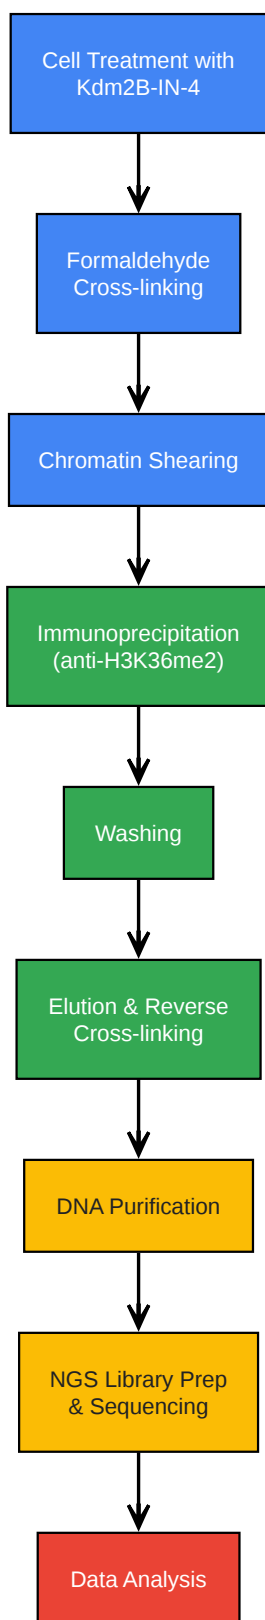 Cell Treatment with
Kdm2B-IN-4
Formaldehyde
Cross-linking
Chromatin Shearing
Immunoprecipitation
(anti-H3K36me2)
Washing
Elution & Reverse
Cross-linking
DNA Purification
NGS Library Prep
& Sequencing
Data Analysis